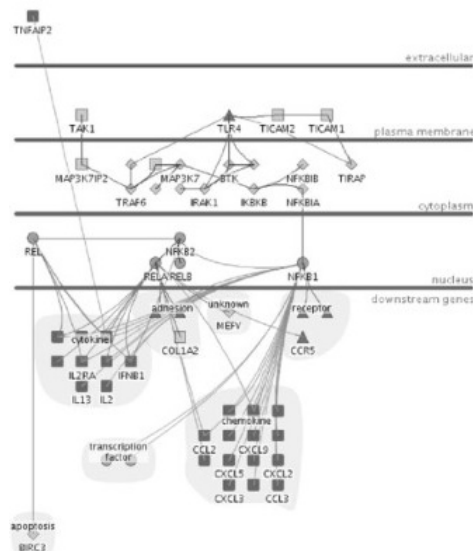 TNFAIP2
extracellular
TAK1 TLR4 TICAM2 TICAM1
plasma membrane
MAP3K7IP2 MAP3K7 BTK NFKBIB TIRAP
TRAF6 IRAK1 IKBKB NFKBIA
cytoplasm
REL NFKB2
RELA RELB NFKB1
nucleus
downstream genes
adhesion unknown receptor
cytokine MEFV
COL1A2 CCR5
IL2RA IFNB1
IL13 IL2
chemokine
transcription
factor
CCL2 CXCL9
CXCL5 CXCL2
CXCL3 CCL3
apoptosis
BIRC3